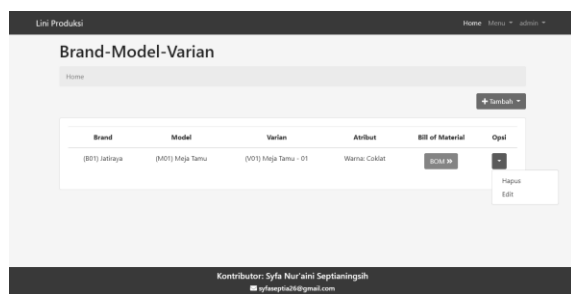 Lini Produksi Home Menu admin
Brand-Model-Varian
Home
+ Tambah
Brand Model Varian Atribut Bill of Material Opsi
(B01) Jatiraya (M01) Meja Tamu (V01) Meja Tamu - 01 Warna: Coklat BOM »
Hapus
Edit
Kontributor: Syfa Nur'aini Septianingsih
syfaseptia26@gmail.com